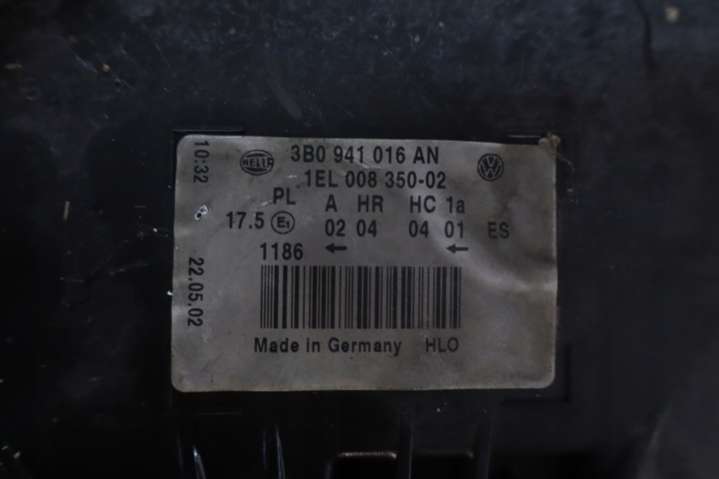 HELLA 3B0 941 016 AN
1EL 008 350-02
PL A HR HC 1a
17.5 E1 02 04 04 01 ES
1186 ← ←
Made in Germany HLO
10:32
22.05.02